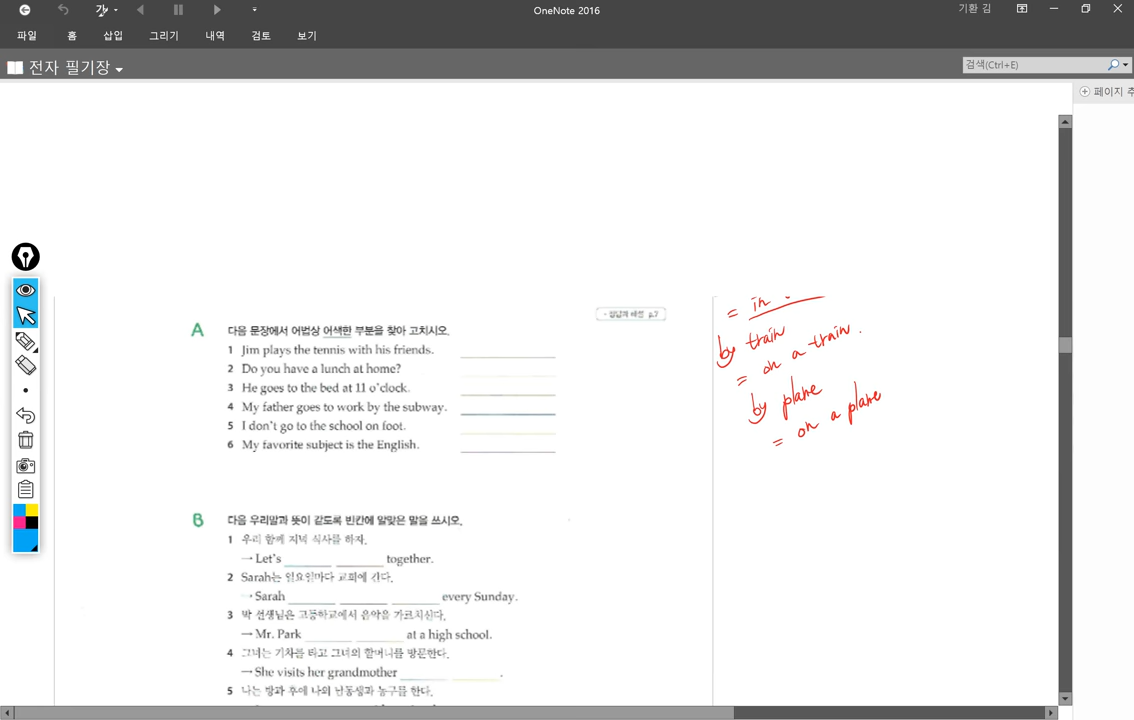 OneNote 2016
기환 김
파일 홈 삽입 그리기 내역 검토 보기
전자 필기장
검색(Ctrl+E)
페이지 추
- 정답과 해설 p.7
A 다음 문장에서 어법상 어색한 부분을 찾아 고치시오.
1 Jim plays the tennis with his friends.
2 Do you have a lunch at home?
3 He goes to the bed at 11 o'clock.
4 My father goes to work by the subway.
5 I don't go to the school on foot.
6 My favorite subject is the English.
B 다음 우리말과 뜻이 같도록 빈칸에 알맞은 말을 쓰시오.
1 우리 함께 저녁 식사를 하자.
→ Let's together.
2 Sarah는 일요일마다 교회에 간다.
→ Sarah every Sunday.
3 박 선생님은 고등학교에서 음악을 가르치신다.
→ Mr. Park at a high school.
4 그녀는 기차를 타고 그녀의 할머니를 방문한다.
→ She visits her grandmother .
5 나는 방과 후에 나의 남동생과 농구를 한다.
= in
by train
= on a train.
by plane
= on a plane